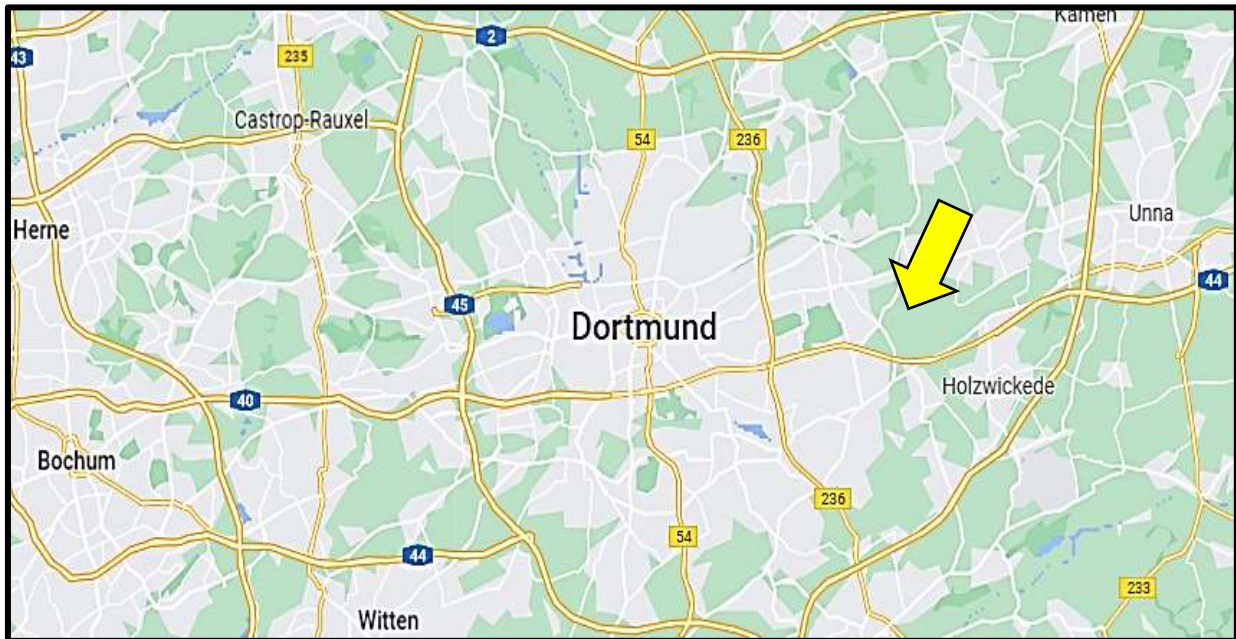 Kamen
2
43
235
Castrop-Rauxel
54
236
Unna
Herne
44
45
Dortmund
Holzwickede
40
Bochum
236
54
44
233
Witten